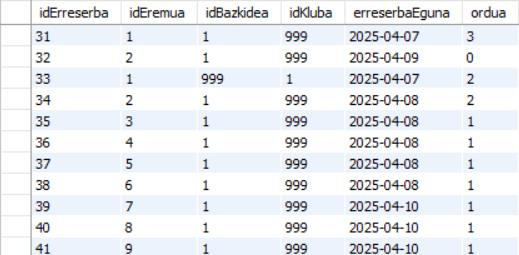 idErreserba idEremua idBazkidea idKluba erreserbaEguna ordua
31 1 1 999 2025-04-07 3
32 2 1 999 2025-04-09 0
33 1 999 1 2025-04-07 2
34 2 1 999 2025-04-08 2
35 3 1 999 2025-04-08 1
36 4 1 999 2025-04-08 1
37 5 1 999 2025-04-08 1
38 6 1 999 2025-04-08 1
39 7 1 999 2025-04-10 1
40 8 1 999 2025-04-10 1
41 9 1 999 2025-04-10 1